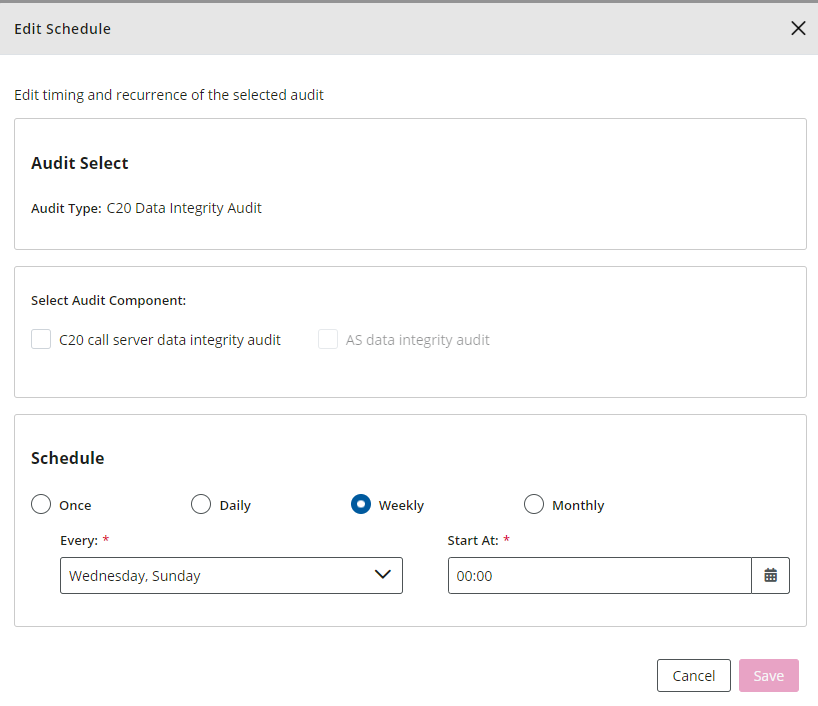 Edit Schedule
Edit timing and recurrence of the selected audit
Audit Select
Audit Type: C20 Data Integrity Audit
Select Audit Component:
C20 call server data integrity audit AS data integrity audit
Schedule
Once Daily Weekly Monthly
Every: * Start At: *
Wednesday, Sunday 00:00
Cancel Save